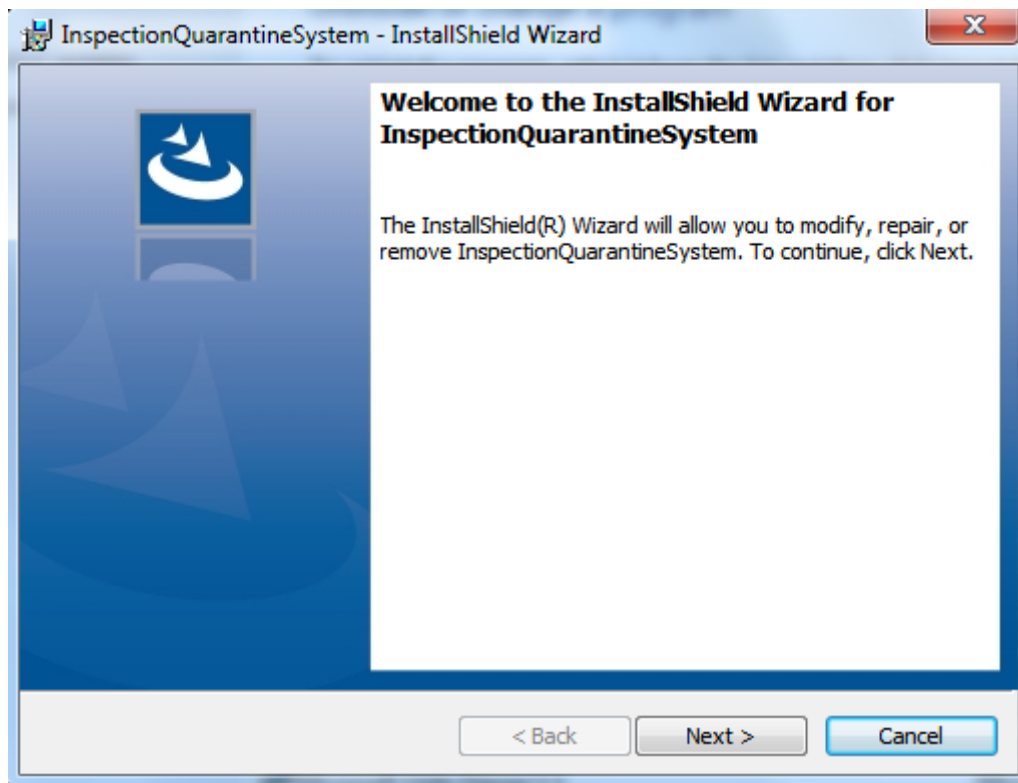 InspectionQuarantineSystem - InstallShield Wizard
Welcome to the InstallShield Wizard for
InspectionQuarantineSystem
The InstallShield(R) Wizard will allow you to modify, repair, or
remove InspectionQuarantineSystem. To continue, click Next.
< Back Next > Cancel